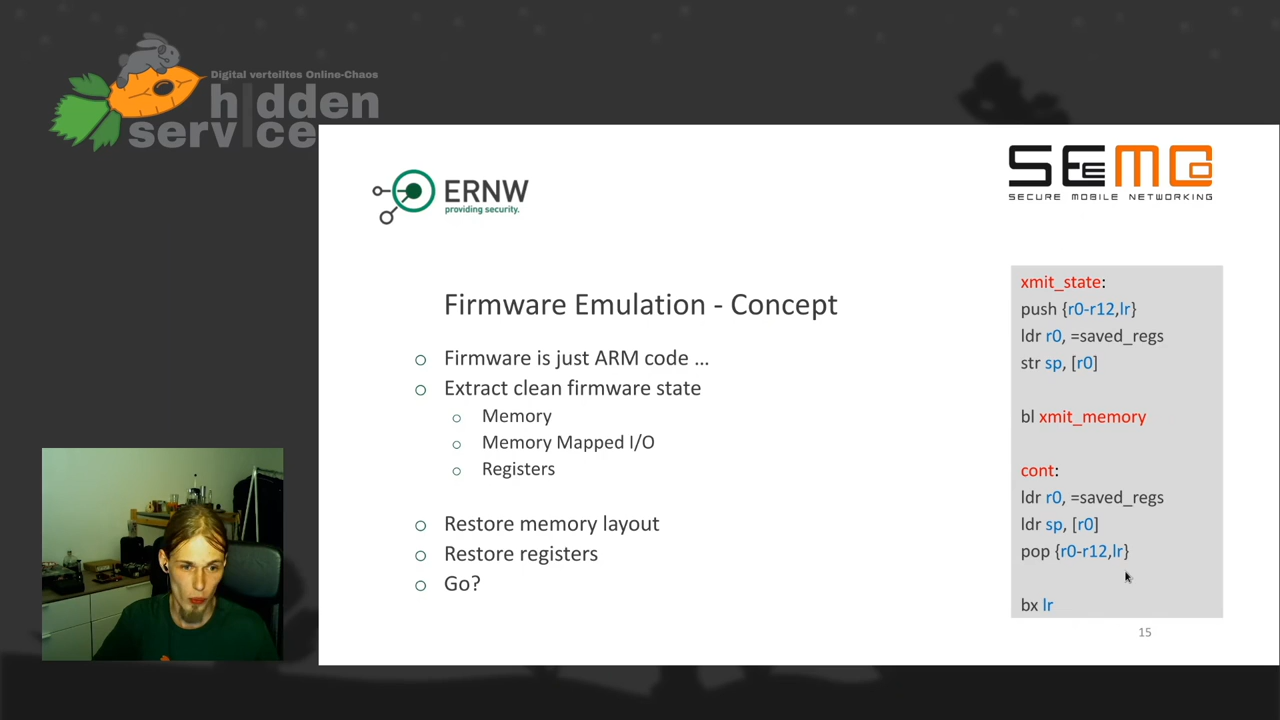 Digital verteiltes Online-Chaos
h|dden
serv|ce
ERNW
providing security.
SEEMOO
SECURE MOBILE NETWORKING
Firmware Emulation - Concept
Firmware is just ARM code ...
Extract clean firmware state
Memory
Memory Mapped I/O
Registers
Restore memory layout
Restore registers
Go?
xmit_state:
push {r0-r12,lr}
ldr r0, =saved_regs
str sp, [r0]
bl xmit_memory
cont:
ldr r0, =saved_regs
ldr sp, [r0]
pop {r0-r12,lr}
bx lr
15